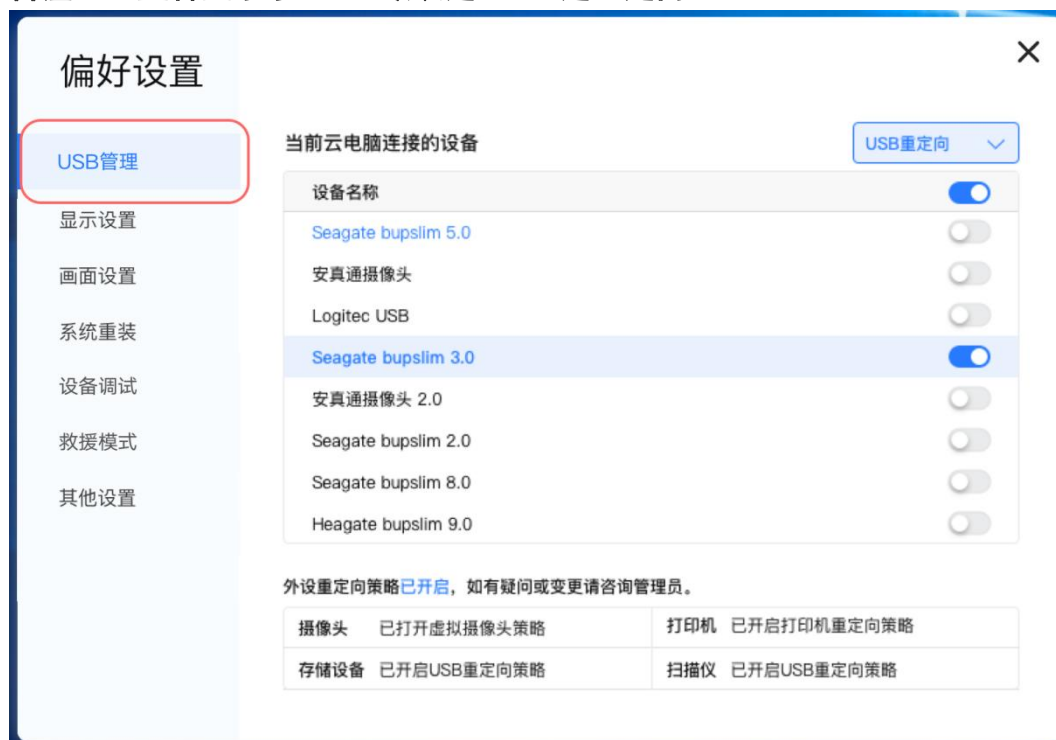 偏好设置
USB管理
显示设置
画面设置
系统重装
设备调试
救援模式
其他设置
当前云电脑连接的设备 USB重定向
设备名称
Seagate bupslim 5.0
安真通摄像头
Logitec USB
Seagate bupslim 3.0
安真通摄像头 2.0
Seagate bupslim 2.0
Seagate bupslim 8.0
Heagate bupslim 9.0
外设重定向策略已开启，如有疑问或变更请咨询管理员。
摄像头 已打开虚拟摄像头策略 打印机 已开启打印机重定向策略
存储设备 已开启USB重定向策略 扫描仪 已开启USB重定向策略